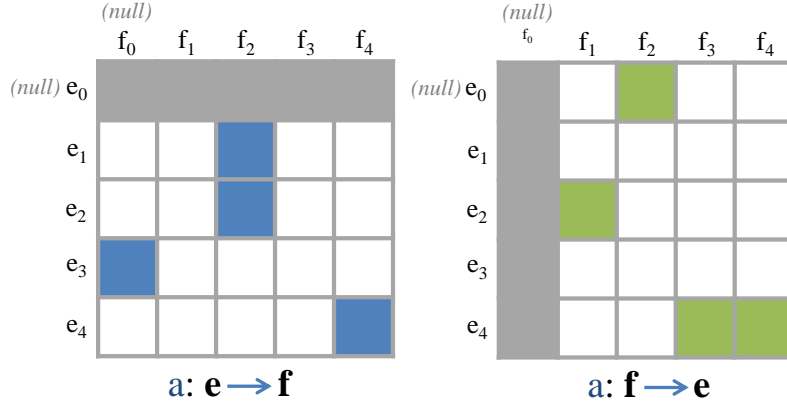 (null)
f0 f1 f2 f3 f4
(null) e0
e1
e2
e3
e4
a: e → f
(null)
f0 f1 f2 f3 f4
(null) e0
e1
e2
e3
e4
a: f → e